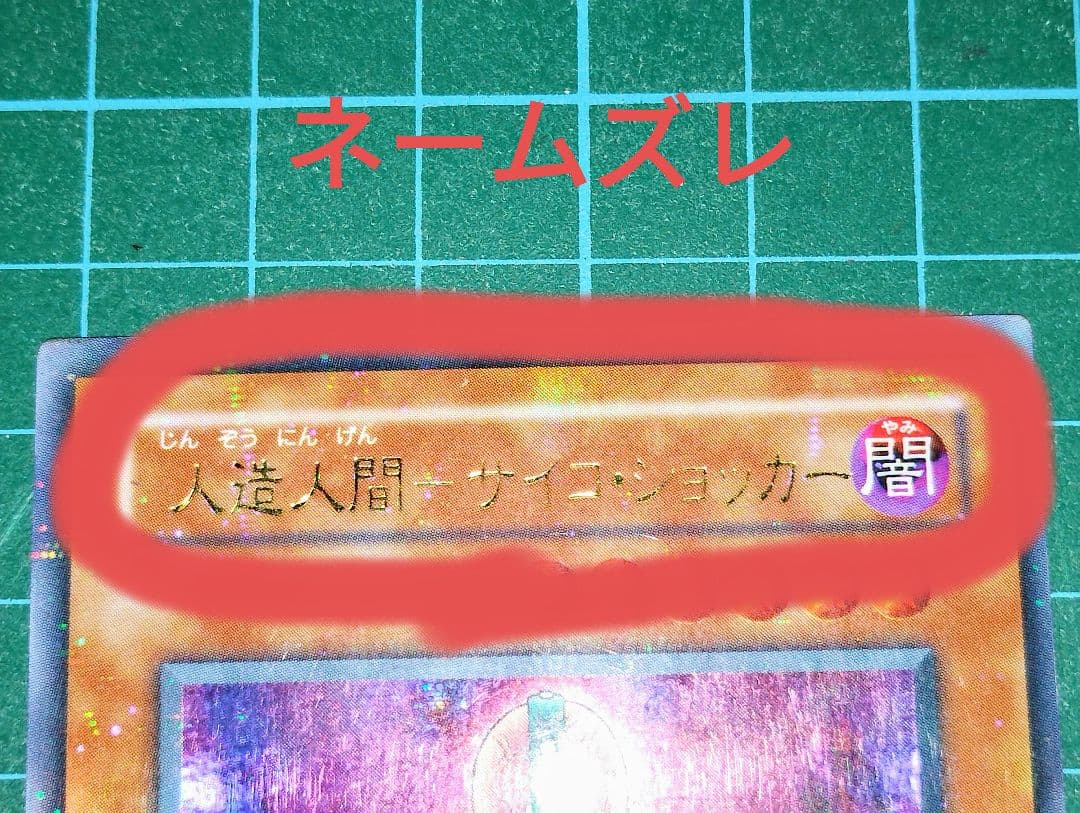 ネームズレ
じん ぞう にん げん
人造人間-サイコ・ショッカー
やみ
闇